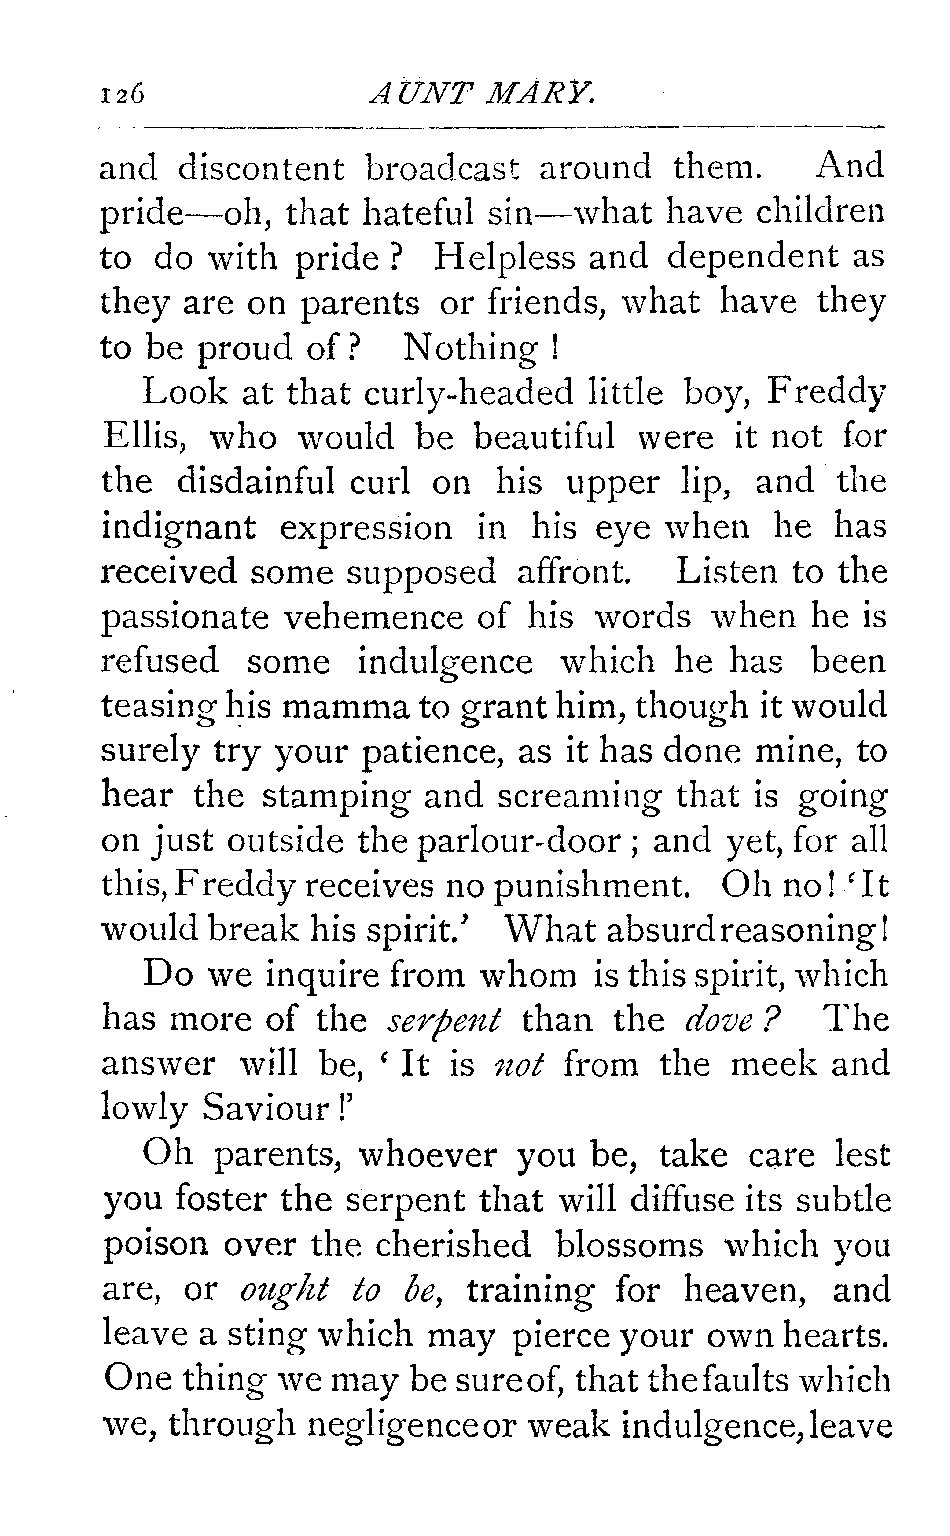 126 AUNT MARY.
and discontent broadcast around them. And
pride—oh, that hateful sin—what have children
to do with pride ? Helpless and dependent as
they are on parents or friends, what have they
to be proud of ? Nothing !
Look at that curly-headed little boy, Freddy
Ellis, who would be beautiful were it not for
the disdainful curl on his upper lip, and the
indignant expression in his eye when he has
received some supposed affront. Listen to the
passionate vehemence of his words when he is
refused some indulgence which he has been
teasing his mamma to grant him, though it would
surely try your patience, as it has done mine, to
hear the stamping and screaming that is going
on just outside the parlour-door ; and yet, for all
this, Freddy receives no punishment. Oh no! ‘It
would break his spirit.’ What absurd reasoning!
Do we inquire from whom is this spirit, which
has more of the serpent than the dove ? The
answer will be, ‘ It is not from the meek and
lowly Saviour !’
Oh parents, whoever you be, take care lest
you foster the serpent that will diffuse its subtle
poison over the cherished blossoms which you
are, or ought to be, training for heaven, and
leave a sting which may pierce your own hearts.
One thing we may be sure of, that the faults which
we, through negligence or weak indulgence, leave